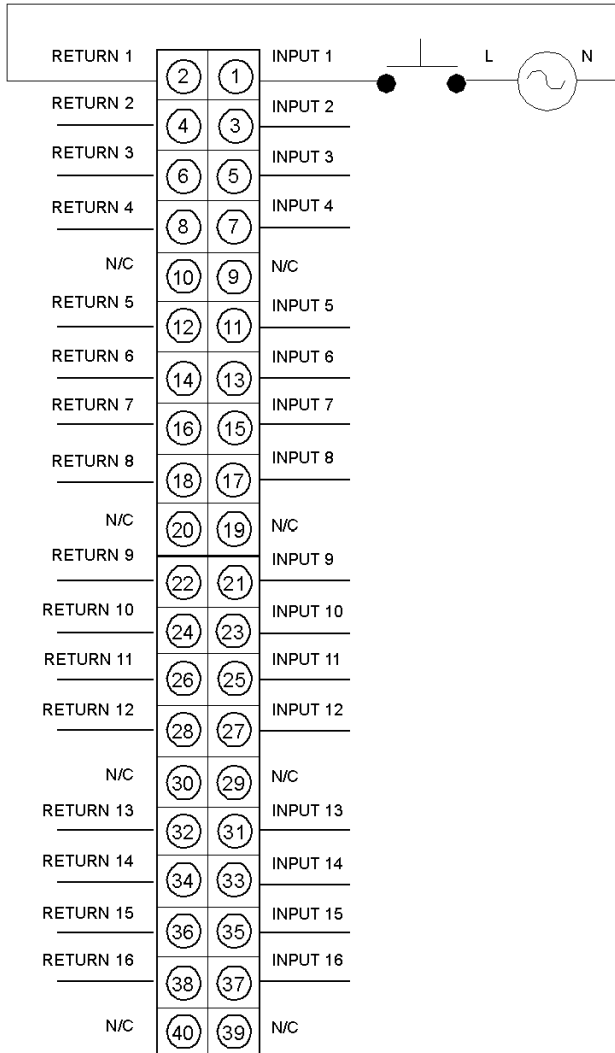 RETURN 1 2 1 INPUT 1 L N
RETURN 2 4 3 INPUT 2
RETURN 3 6 5 INPUT 3
RETURN 4 8 7 INPUT 4
N/C 10 9 N/C
RETURN 5 12 11 INPUT 5
RETURN 6 14 13 INPUT 6
RETURN 7 16 15 INPUT 7
RETURN 8 18 17 INPUT 8
N/C 20 19 N/C
RETURN 9 22 21 INPUT 9
RETURN 10 24 23 INPUT 10
RETURN 11 26 25 INPUT 11
RETURN 12 28 27 INPUT 12
N/C 30 29 N/C
RETURN 13 32 31 INPUT 13
RETURN 14 34 33 INPUT 14
RETURN 15 36 35 INPUT 15
RETURN 16 38 37 INPUT 16
N/C 40 39 N/C